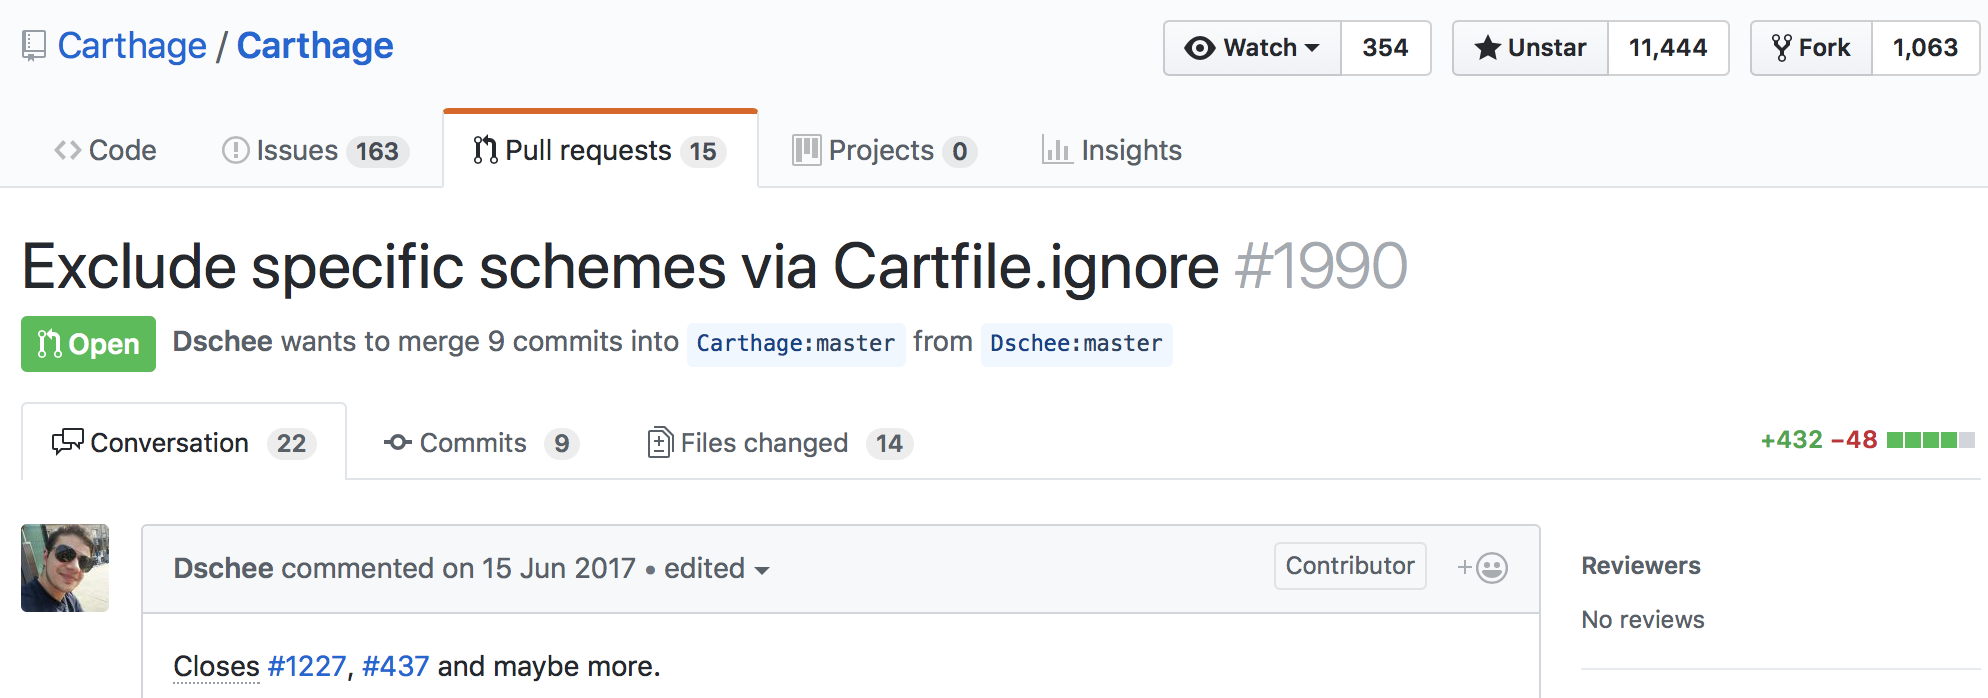 Carthage / Carthage Watch 354 Unstar 11,444 Fork 1,063
Code Issues 163 Pull requests 15 Projects 0 Insights
Exclude specific schemes via Cartfile.ignore #1990
Open Dschee wants to merge 9 commits into Carthage:master from Dschee:master
Conversation 22 Commits 9 Files changed 14 +432 −48
Dschee commented on 15 Jun 2017 • edited Contributor
Reviewers
No reviews
Closes #1227, #437 and maybe more.